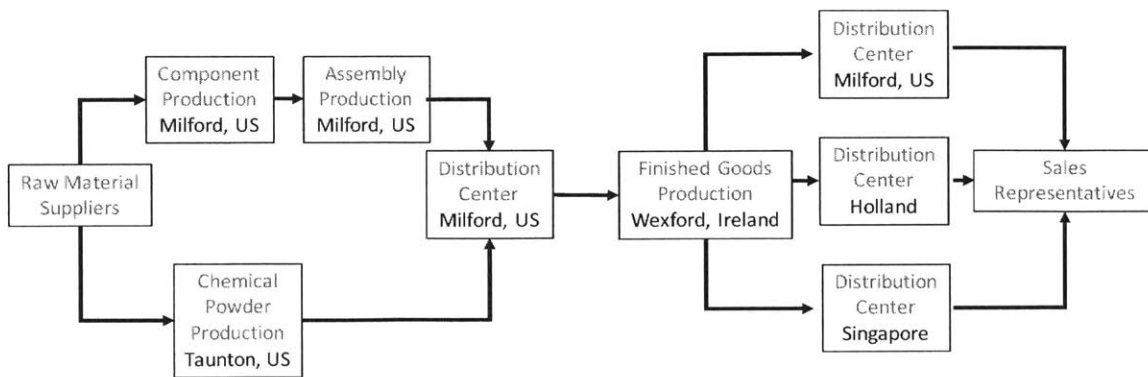 Component
Production
Milford, US
Assembly
Production
Milford, US
Raw Material
Suppliers
Chemical
Powder
Production
Taunton, US
Distribution
Center
Milford, US
Finished Goods
Production
Wexford, Ireland
Distribution
Center
Milford, US
Distribution
Center
Holland
Distribution
Center
Singapore
Sales
Representatives